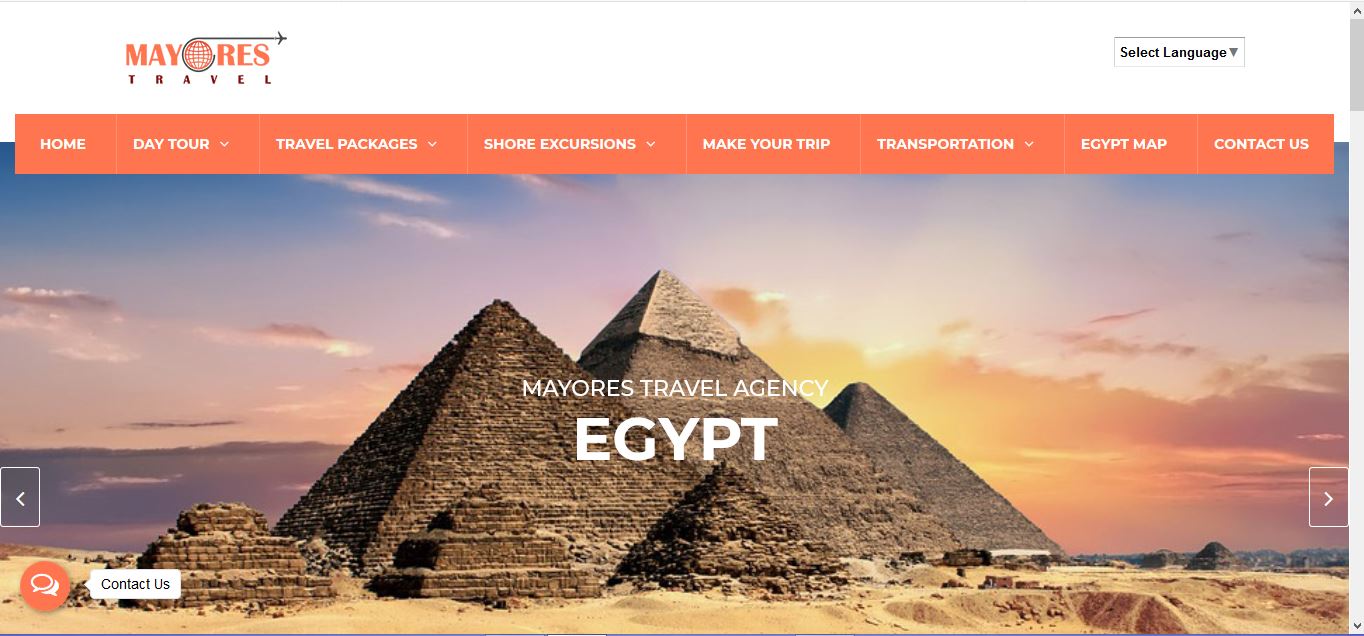 MAYORES
TRAVEL
Select Language▼
HOME
DAY TOUR
TRAVEL PACKAGES
SHORE EXCURSIONS
MAKE YOUR TRIP
TRANSPORTATION
EGYPT MAP
CONTACT US
MAYORES TRAVEL AGENCY
EGYPT
Contact Us